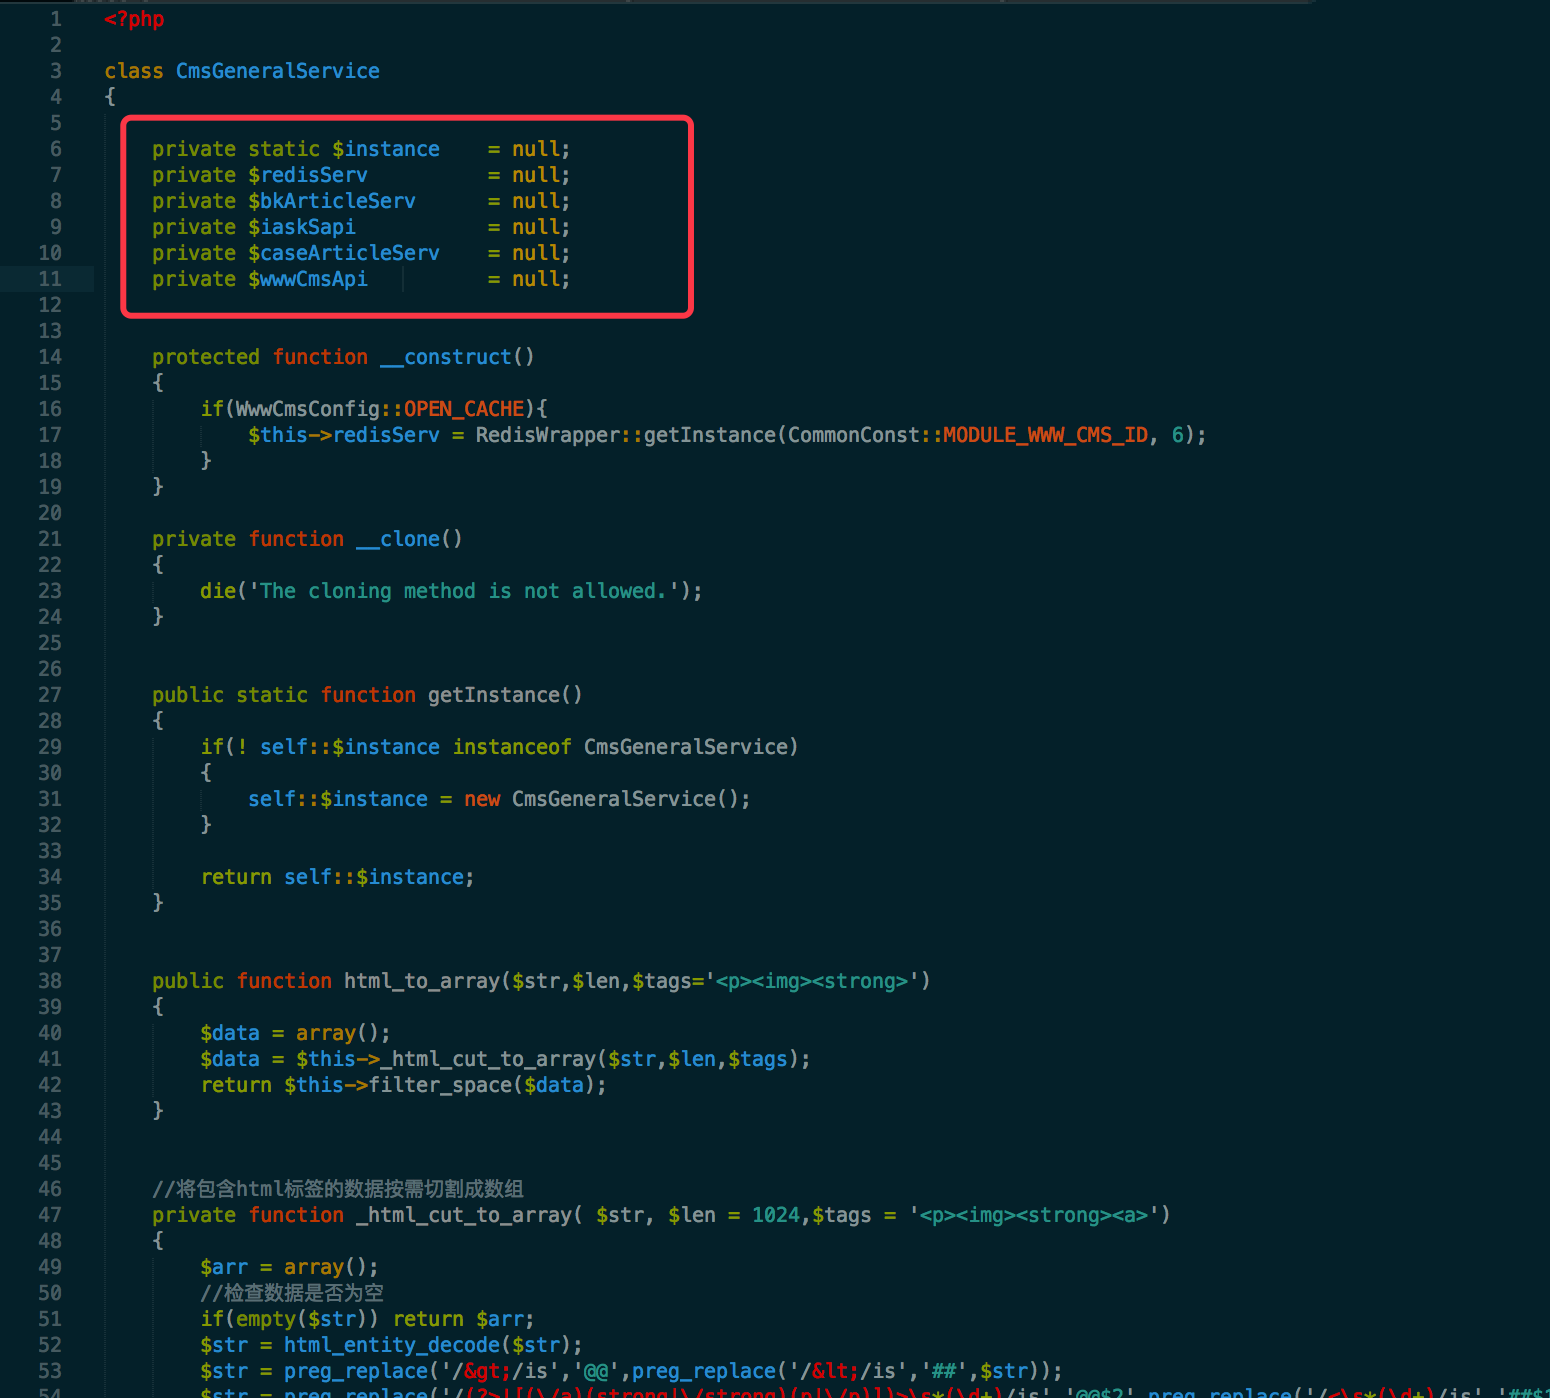 1 <?php
2
3 class CmsGeneralService
4 {
5
6 private static $instance = null;
7 private $redisServ = null;
8 private $bkArticleServ = null;
9 private $iaskSapi = null;
10 private $caseArticleServ = null;
11 private $wwwCmsApi = null;
12
13
14 protected function __construct()
15 {
16 if(WwwCmsConfig::OPEN_CACHE){
17 $this->redisServ = RedisWrapper::getInstance(CommonConst::MODULE_WWW_CMS_ID, 6);
18 }
19 }
20
21 private function __clone()
22 {
23 die('The cloning method is not allowed.');
24 }
25
26
27 public static function getInstance()
28 {
29 if(! self::$instance instanceof CmsGeneralService)
30 {
31 self::$instance = new CmsGeneralService();
32 }
33
34 return self::$instance;
35 }
36
37
38 public function html_to_array($str,$len,$tags='<p><img><strong>')
39 {
40 $data = array();
41 $data = $this->_html_cut_to_array($str,$len,$tags);
42 return $this->filter_space($data);
43 }
44
45
46 //将包含html标签的数据按需切割成数组
47 private function _html_cut_to_array( $str, $len = 1024,$tags = '<p><img><strong><a>')
48 {
49 $arr = array();
50 //检查数据是否为空
51 if(empty($str)) return $arr;
52 $str = html_entity_decode($str);
53 $str = preg_replace('/&gt;/is','@@',preg_replace('/&lt;/is','##',$str));
54 $str = preg_replace(